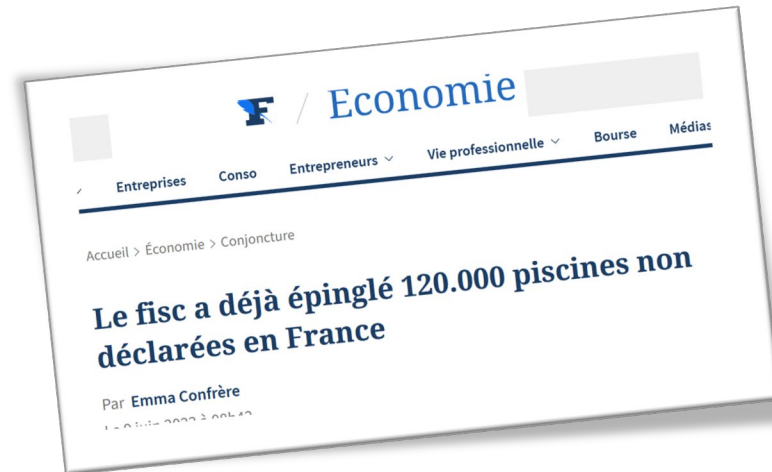 F / Economie
Entreprises Conso Entrepreneurs Vie professionnelle Bourse Médias
Accueil > Économie > Conjoncture
Le fisc a déjà épinglé 120.000 piscines non
déclarées en France
Par Emma Confrère